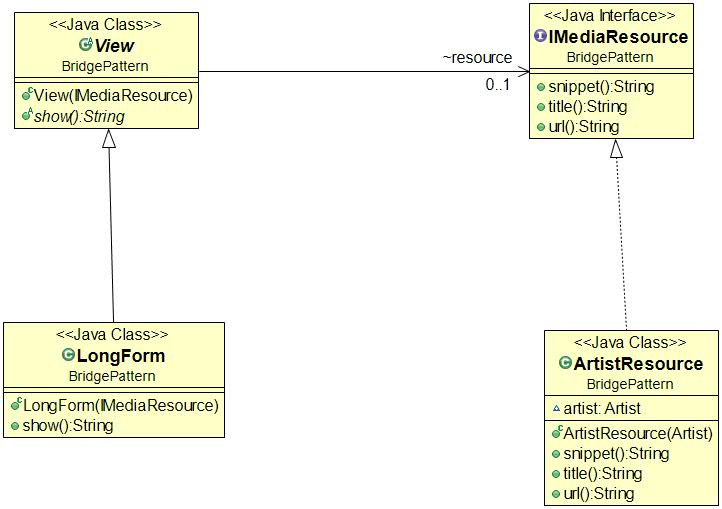 <<Java Class>>
View
BridgePattern
View(IMediaResource)
show():String
~resource
0..1
<<Java Interface>>
IMediaResource
BridgePattern
snippet():String
title():String
url():String
<<Java Class>>
LongForm
BridgePattern
LongForm(IMediaResource)
show():String
<<Java Class>>
ArtistResource
BridgePattern
artist: Artist
ArtistResource(Artist)
snippet():String
title():String
url():String